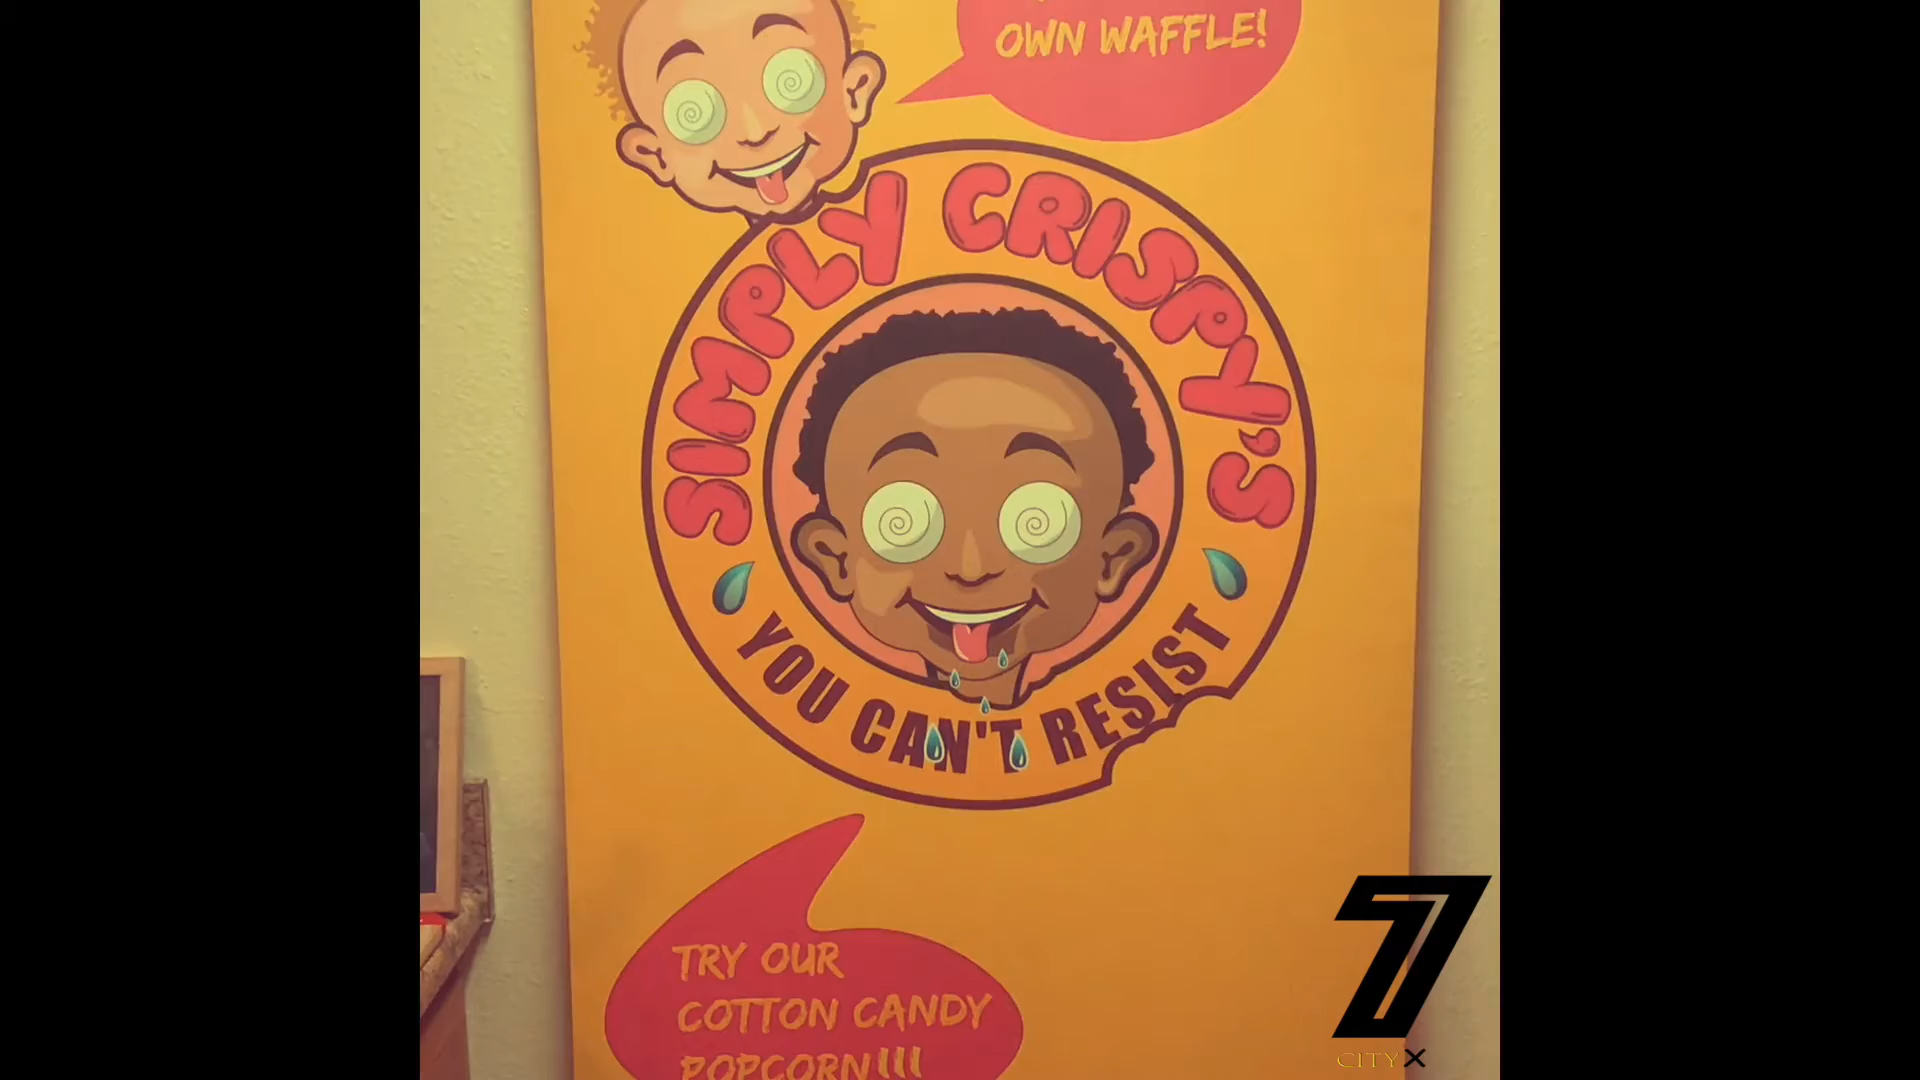 OWN WAFFLE!
SIMPLY CRISPY'S
YOU CAN'T RESIST
TRY OUR
COTTON CANDY
POPCORN!!!
7
CITY X